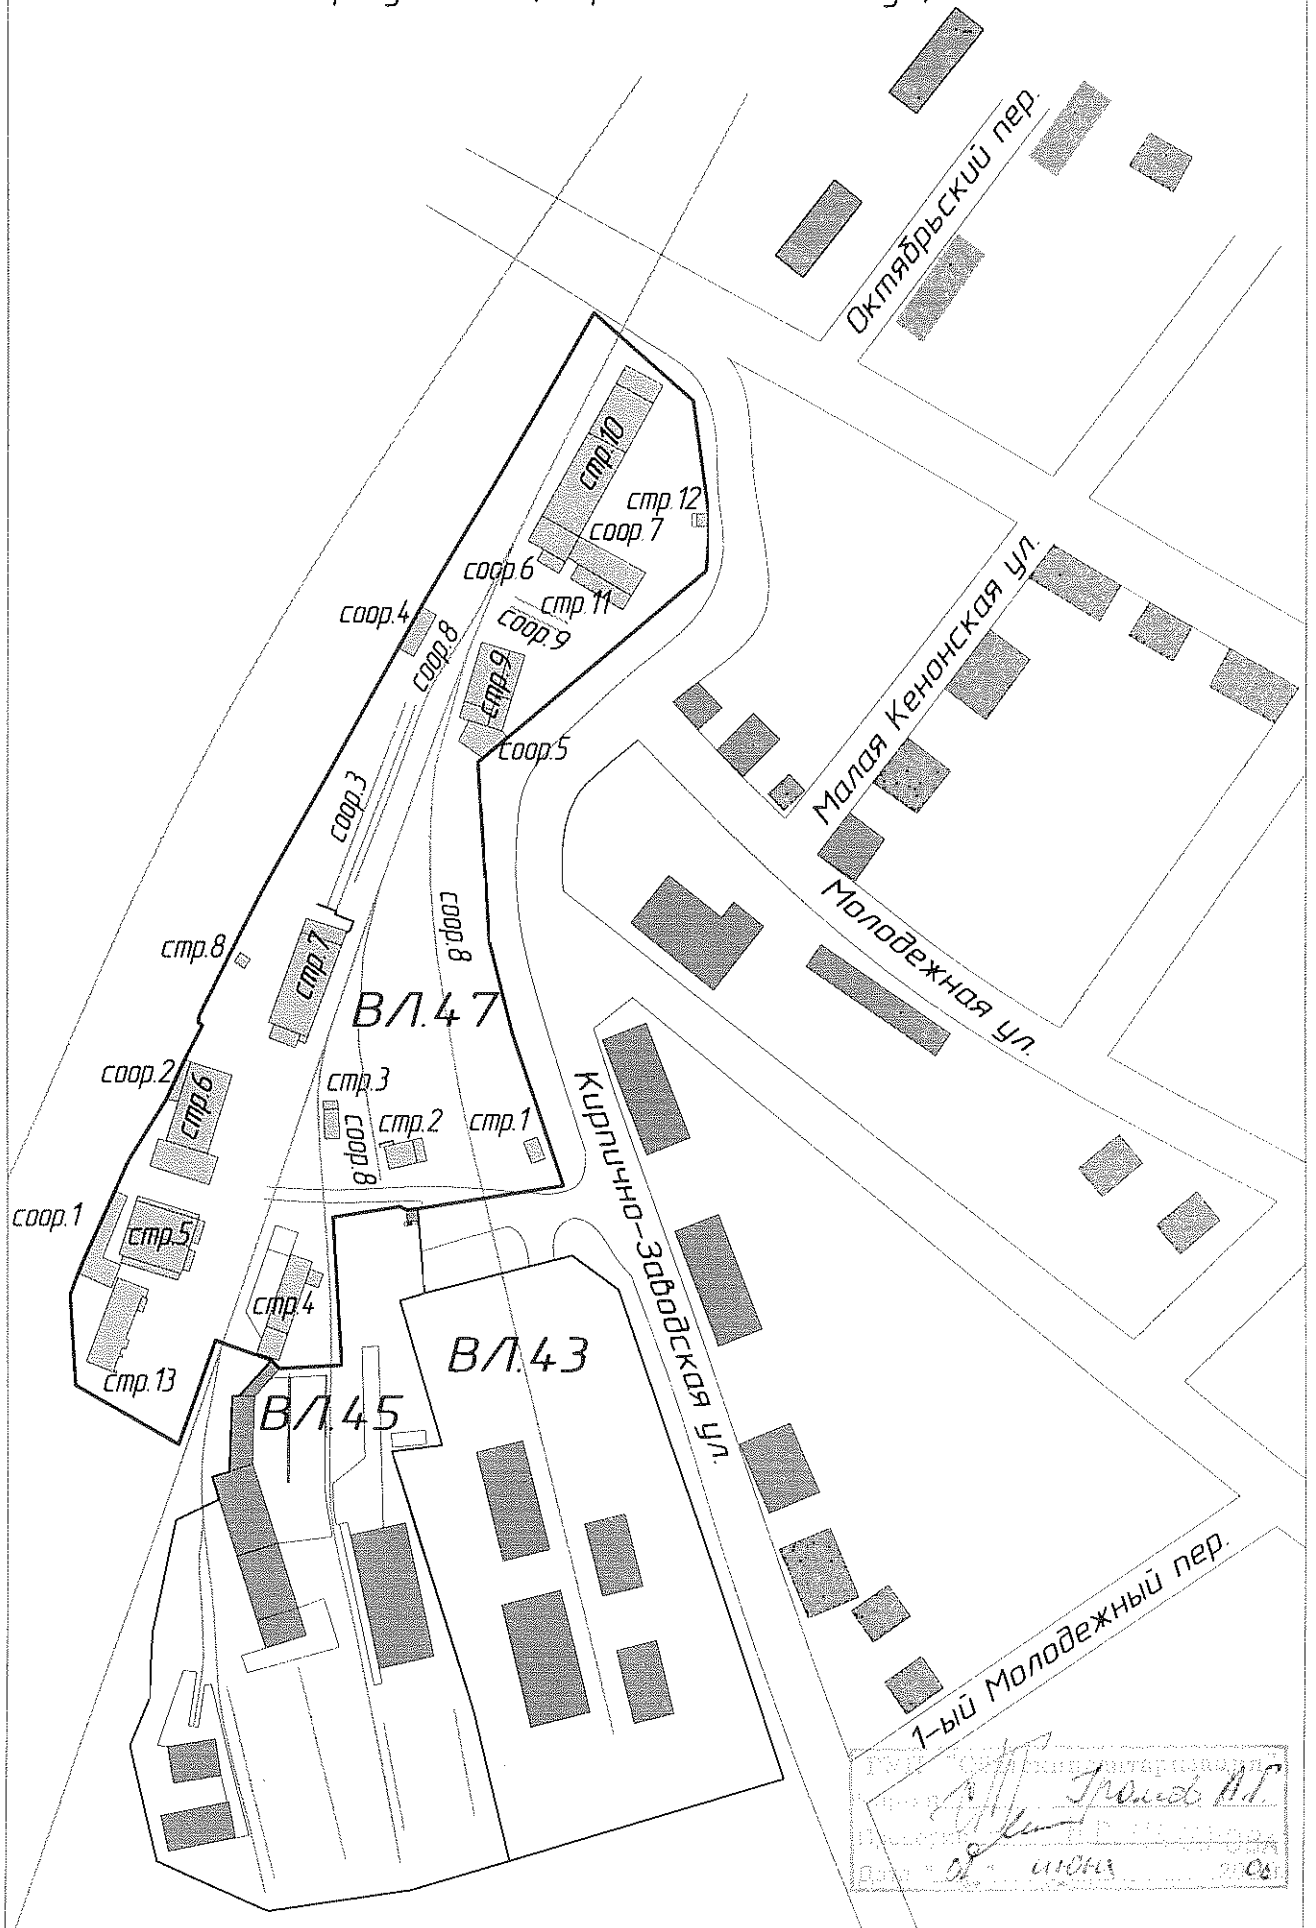 Октябрьский пер.
стр.10
стр.12
соор.7
соор.6
стр.11
соор.4
соор.9
соор.8
стр.9
соор.5
Малая Кенонская ул.
соор.3
Молодежная ул.
соор.8
стр.8
стр.7
ВЛ.47
соор.2
стр.3
стр.6
стр.2
стр.1
соор.8
Кирпично-Заводская ул.
соор.1
стр.5
стр.4
ВЛ.43
стр.13
ВЛ.45
1-ый Молодежный пер.